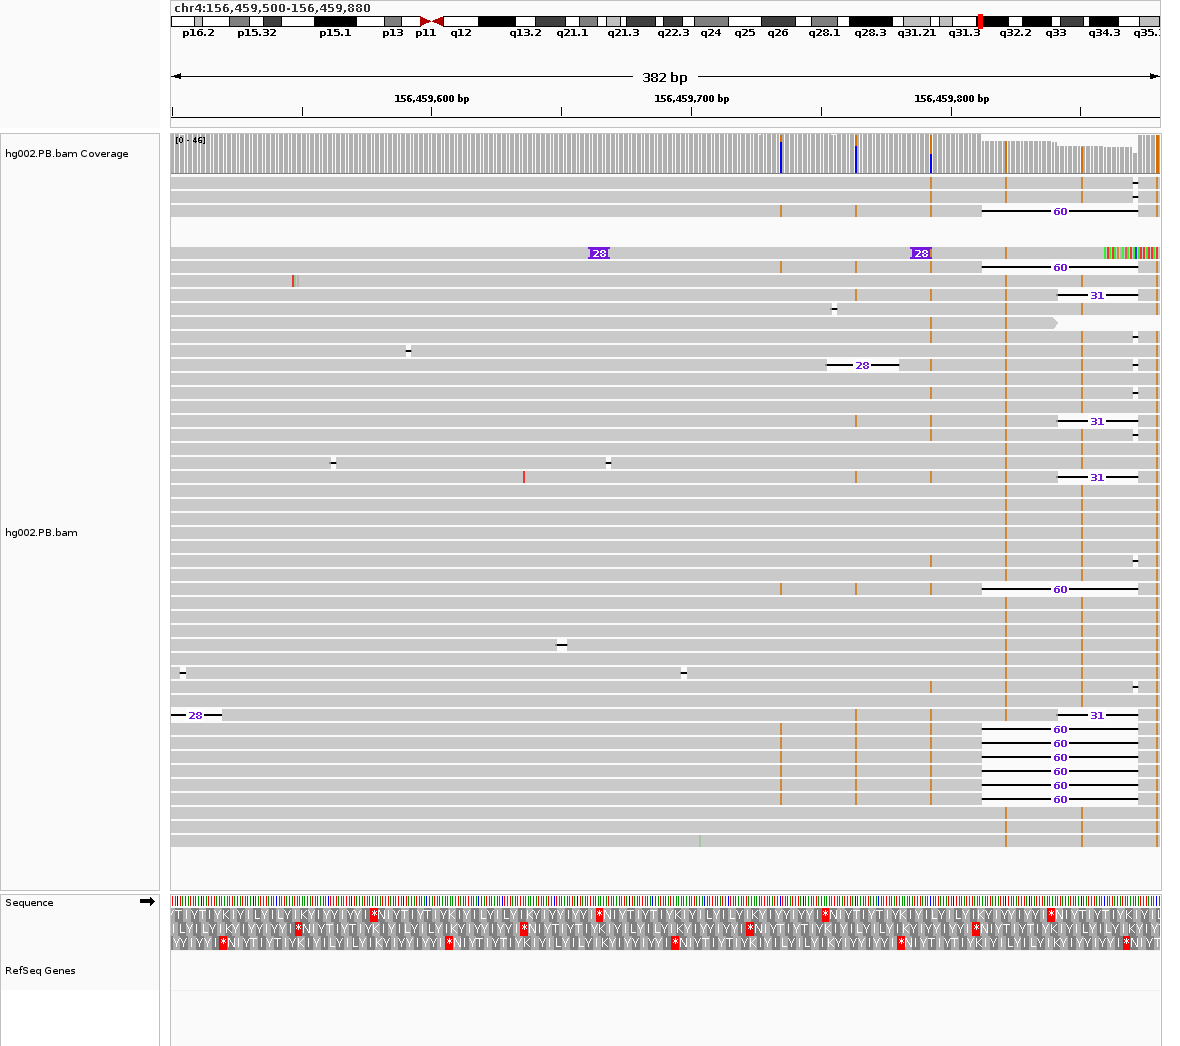 chr4:156,459,500-156,459,880
p16.2 p15.32 p15.1 p13 p11 q12 q13.2 q21.1 q21.3 q22.3 q24 q25 q26 q28.1 q28.3 q31.21 q31.3 q32.2 q33 q34.3 q35.
382 bp
156,459,600 bp 156,459,700 bp 156,459,800 bp
hg002.PB.bam Coverage
[0 - 46]
60
28 28
60
31
28
31
31
hg002.PB.bam
60
28 31
60
60
60
60
60
60
Sequence
RefSeq Genes